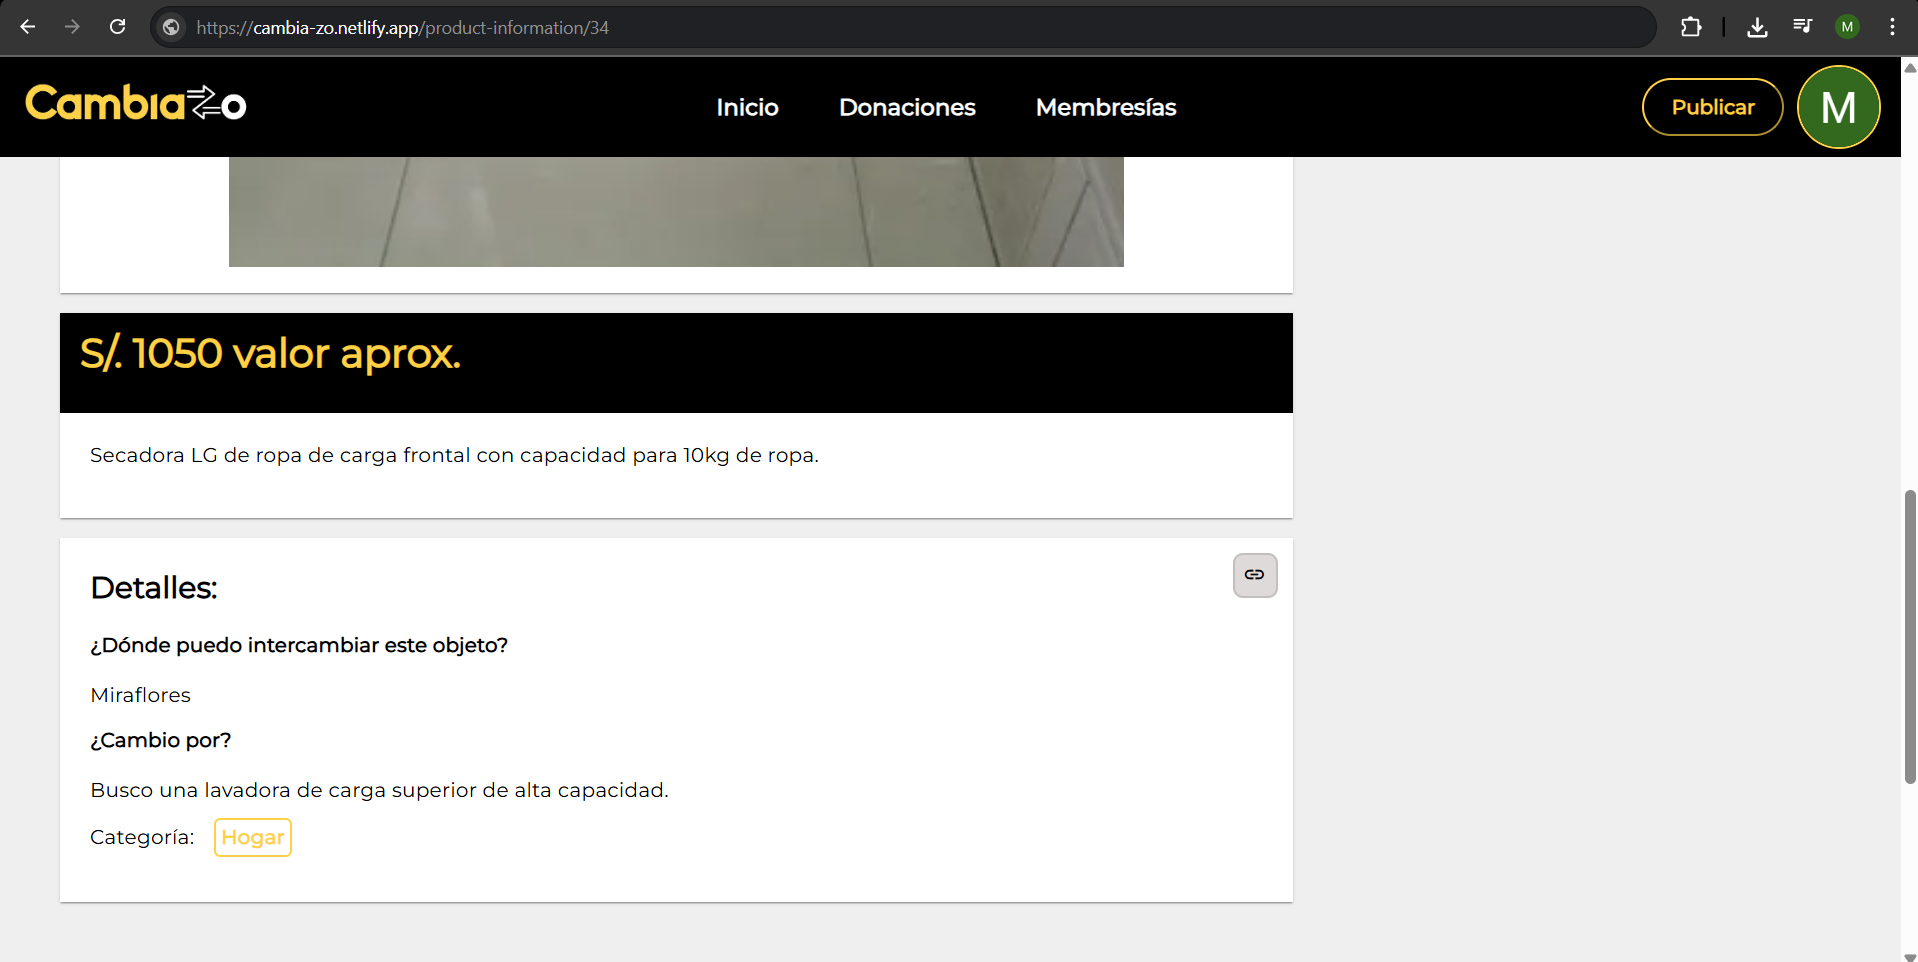 https://cambia-zo.netlify.app/product-information/34
M
Cambiazo
Inicio
Donaciones
Membresías
Publicar
M
S/. 1050 valor aprox.
Secadora LG de ropa de carga frontal con capacidad para 10kg de ropa.
Detalles:
¿Dónde puedo intercambiar este objeto?
Miraflores
¿Cambio por?
Busco una lavadora de carga superior de alta capacidad.
Categoría: Hogar